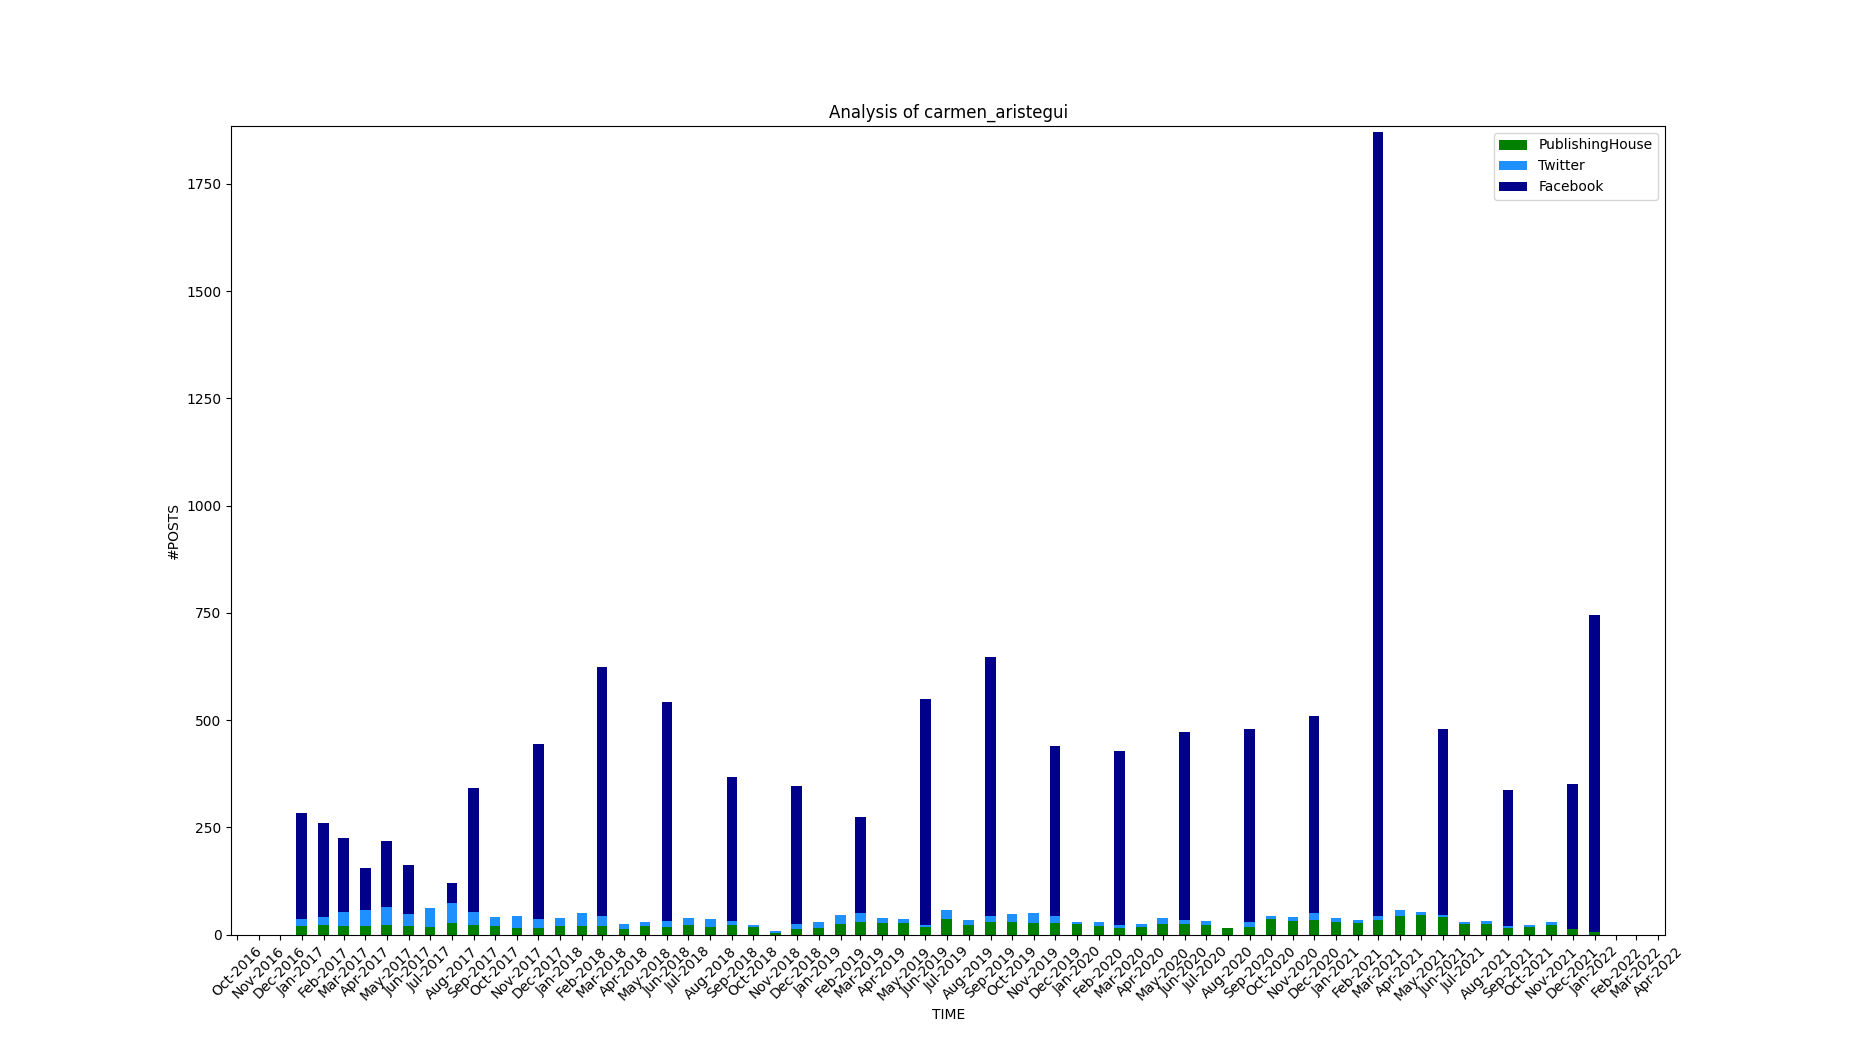 Analysis of carmen_aristegui
PublishingHouse
Twitter
Facebook
1750
1500
1250
1000
750
500
250
0
#POSTS
Oct-2016
Nov-2016
Dec-2016
Jan-2017
Feb-2017
Mar-2017
Apr-2017
May-2017
Jun-2017
Jul-2017
Aug-2017
Sep-2017
Oct-2017
Nov-2017
Dec-2017
Jan-2018
Feb-2018
Mar-2018
Apr-2018
May-2018
Jun-2018
Jul-2018
Aug-2018
Sep-2018
Oct-2018
Nov-2018
Dec-2018
Jan-2019
Feb-2019
Mar-2019
Apr-2019
May-2019
Jun-2019
Jul-2019
Aug-2019
Sep-2019
Oct-2019
Nov-2019
Dec-2019
Jan-2020
Feb-2020
Mar-2020
Apr-2020
May-2020
Jun-2020
Jul-2020
Aug-2020
Sep-2020
Oct-2020
Nov-2020
Dec-2020
Jan-2021
Feb-2021
Mar-2021
Apr-2021
May-2021
Jun-2021
Jul-2021
Aug-2021
Sep-2021
Oct-2021
Nov-2021
Dec-2021
Jan-2022
Feb-2022
Mar-2022
Apr-2022
TIME